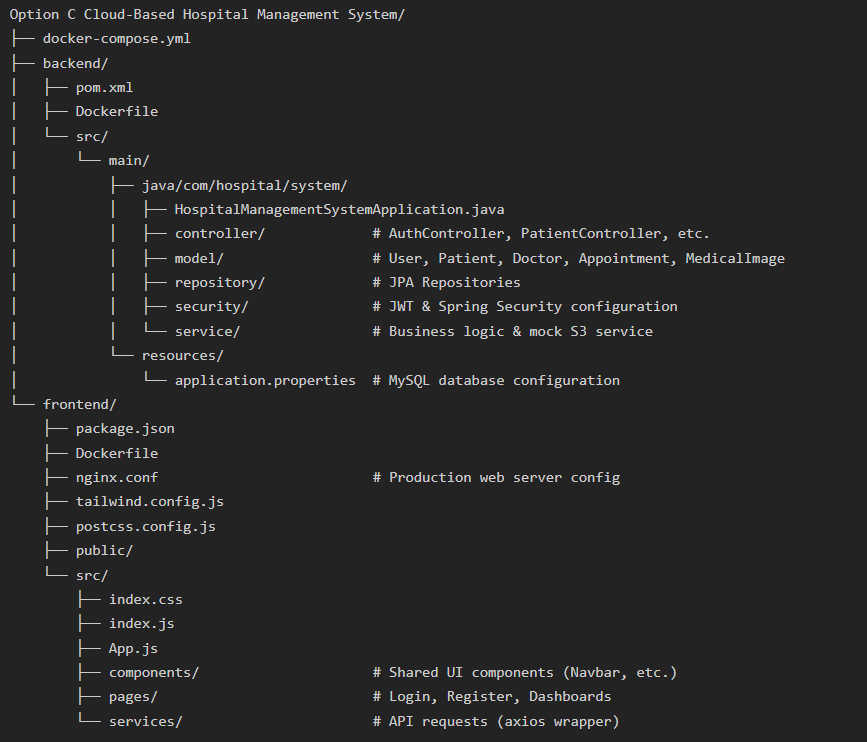 Option C Cloud-Based Hospital Management System/
├── docker-compose.yml
├── backend/
│   ├── pom.xml
│   ├── Dockerfile
│   └── src/
│       └── main/
│           ├── java/com/hospital/system/
│           │   ├── HospitalManagementSystemApplication.java
│           │   ├── controller/             # AuthController, PatientController, etc.
│           │   ├── model/                  # User, Patient, Doctor, Appointment, MedicalImage
│           │   ├── repository/             # JPA Repositories
│           │   ├── security/               # JWT & Spring Security configuration
│           │   └── service/                # Business logic & mock S3 service
│           └── resources/
│               └── application.properties  # MySQL database configuration
└── frontend/
    ├── package.json
    ├── Dockerfile
    ├── nginx.conf                          # Production web server config
    ├── tailwind.config.js
    ├── postcss.config.js
    ├── public/
    └── src/
        ├── index.css
        ├── index.js
        ├── App.js
        ├── components/                     # Shared UI components (Navbar, etc.)
        ├── pages/                          # Login, Register, Dashboards
        └── services/                       # API requests (axios wrapper)